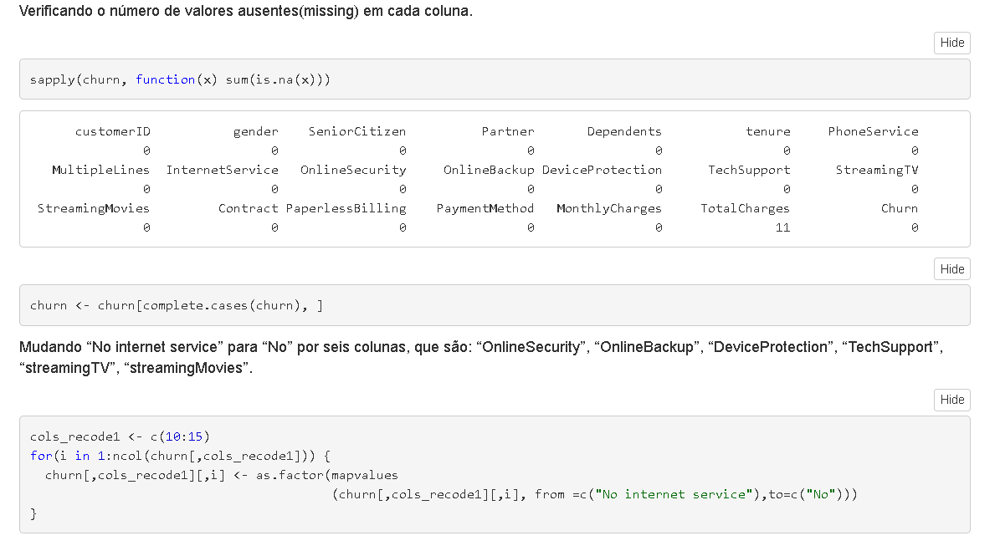 Verificando o número de valores ausentes(missing) em cada coluna.
Hide
sapply(churn, function(x) sum(is.na(x)))
customerID gender SeniorCitizen Partner Dependents tenure PhoneService
0 0 0 0 0 0 0
MultipleLines InternetService OnlineSecurity OnlineBackup DeviceProtection TechSupport StreamingTV
0 0 0 0 0 0 0
StreamingMovies Contract PaperlessBilling PaymentMethod MonthlyCharges TotalCharges Churn
0 0 0 0 0 11 0
Hide
churn <- churn[complete.cases(churn), ]
Mudando “No internet service” para “No” por seis colunas, que são: “OnlineSecurity”, “OnlineBackup”, “DeviceProtection”, “TechSupport”,
“streamingTV”, “streamingMovies”.
Hide
cols_recode1 <- c(10:15)
for(i in 1:ncol(churn[,cols_recode1])) {
churn[,cols_recode1][,i] <- as.factor(mapvalues
(churn[,cols_recode1][,i], from =c("No internet service"),to=c("No")))
}